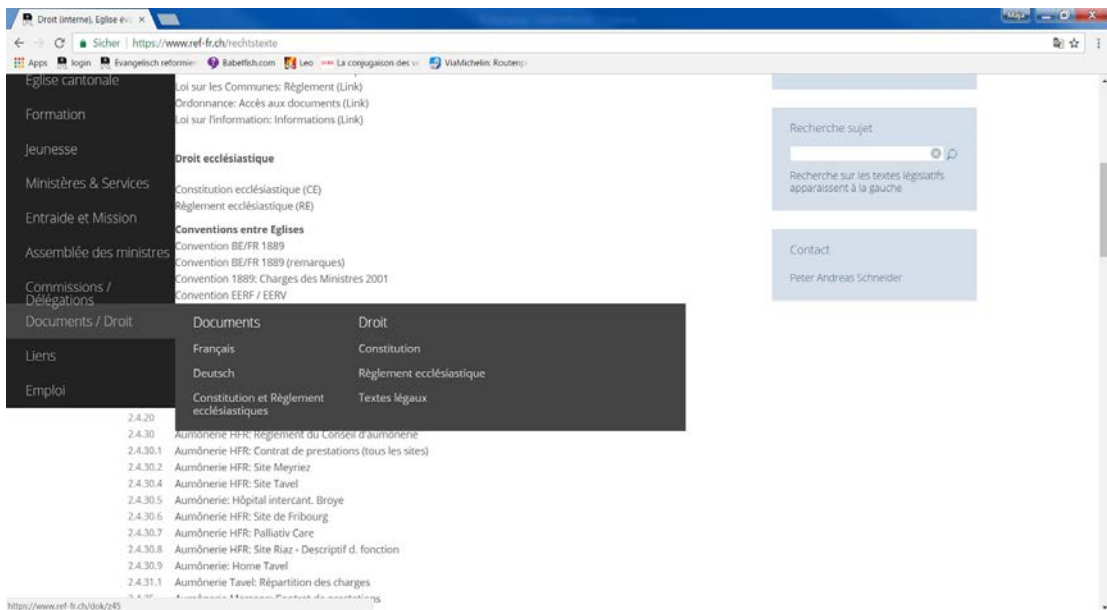 Droit (interne), Eglise év
Maja
Sicher | https://www.ref-fr.ch/rechtstexte
Apps login Evangelisch reformier Babelfish.com Leo La conjugaison des v ViaMichelin: Routenp
Eglise cantonale
Formation
Jeunesse
Ministères & Services
Entraide et Mission
Assemblée des ministres
Commissions /
Délégations
Documents / Droit
Liens
Emploi
Loi sur les Communes: Règlement (Link)
Ordonnance: Accès aux documents (Link)
Loi sur l'information: Informations (Link)
Droit ecclésiastique
Constitution ecclésiastique (CE)
Règlement ecclésiastique (RE)
Conventions entre Eglises
Convention BE/FR 1889
Convention BE/FR 1889 (remarques)
Convention 1889: Charges des Ministres 2001
Convention EERF / EERV
Documents
Français
Deutsch
Constitution et Règlement
ecclésiastiques
Droit
Constitution
Règlement ecclésiastique
Textes légaux
2.4.20
2.4.30 Aumônerie HFR: Règlement du Conseil d'aumônerie
2.4.30.1 Aumônerie HFR: Contrat de prestations (tous les sites)
2.4.30.2 Aumônerie HFR: Site Meyriez
2.4.30.4 Aumônerie HFR: Site Tavel
2.4.30.5 Aumônerie: Hôpital intercant. Broye
2.4.30.6 Aumônerie HFR: Site de Fribourg
2.4.30.7 Aumônerie HFR: Palliativ Care
2.4.30.8 Aumônerie HFR: Site Riaz - Descriptif d. fonction
2.4.30.9 Aumônerie: Home Tavel
2.4.31.1 Aumônerie Tavel: Répartition des charges
Recherche sujet
Recherche sur les textes législatifs
apparaissent à la gauche
Contact
Peter Andreas Schneider
https://www.ref-fr.ch/dok/z45